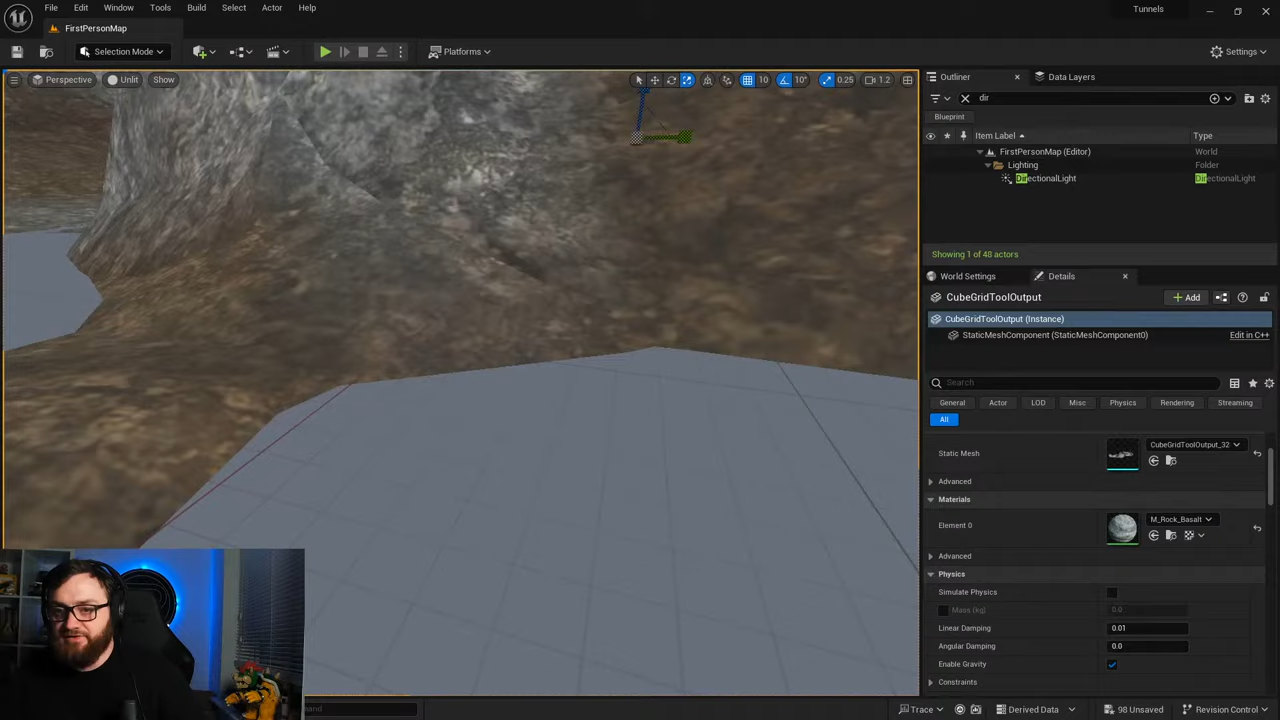 File
Edit Window Tools Build Select Actor Help
Tunnels
FirstPersonMap
Selection Mode
Platforms
Settings
Perspective Unlit Show
10 10° 0.25 1.2
Outliner Data Layers
dir
Blueprint
Item Label Type
FirstPersonMap (Editor) World
Lighting Folder
DirectionalLight DirectionalLight
Showing 1 of 48 actors
World Settings Details
CubeGridToolOutput
Add
CubeGridToolOutput (Instance)
StaticMeshComponent (StaticMeshComponent0) Edit in C++
Search
General Actor LOD Misc Physics Rendering Streaming
All
Static Mesh CubeGridToolOutput_32
Advanced
Materials
Element 0 M_Rock_Basalt
Advanced
Physics
Simulate Physics
Mass (kg) 0.0
Linear Damping 0.01
Angular Damping 0.0
Enable Gravity
Constraints
mand
Trace Derived Data 98 Unsaved Revision Control